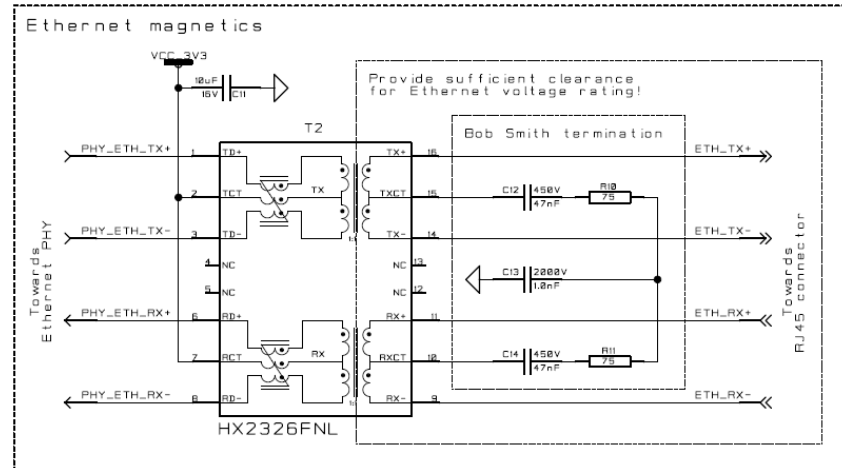 Ethernet magnetics
VCC_3V3
10uF
16V
C11
Provide sufficient clearance
for Ethernet voltage rating!
T2
Bob Smith termination
PHY_ETH_TX+
1
TD+
TX+
16
ETH_TX+
2
TCT
TX
TXCT
15
C12
450V
47nF
R10
75
PHY_ETH_TX-
3
TD-
1:1
TX-
14
ETH_TX-
Towards
Ethernet PHY
4
NC
NC
13
C13
2000V
1.0nF
Towards
RJ45 connector
5
NC
NC
12
PHY_ETH_RX+
6
RD+
RX+
11
ETH_RX+
7
RCT
RX
RXCT
10
C14
450V
47nF
R11
75
PHY_ETH_RX-
8
RD-
RX-
9
ETH_RX-
HX2326FNL